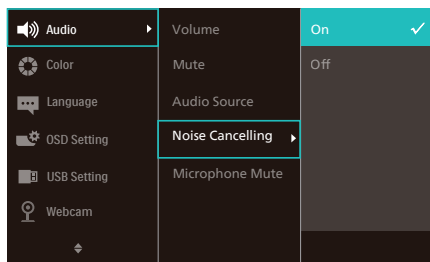 Audio
Color
Language
OSD Setting
USB Setting
Webcam
Volume
Mute
Audio Source
Noise Cancelling
Microphone Mute
On
Off